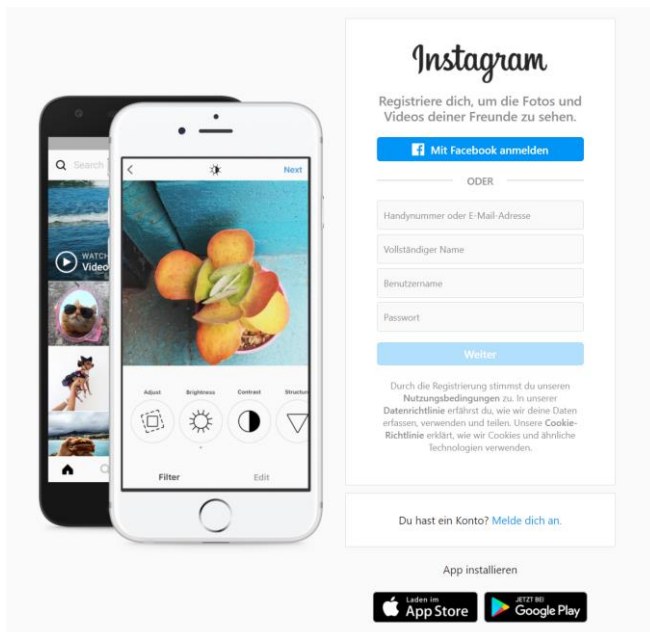 Instagram
Registriere dich, um die Fotos und
Videos deiner Freunde zu sehen.
Mit Facebook anmelden
ODER
Handynummer oder E-Mail-Adresse
Vollständiger Name
Benutzername
Passwort
Weiter
Durch die Registrierung stimmst du unseren
Nutzungsbedingungen zu. In unserer
Datenrichtlinie erfährst du, wie wir deine Daten
erfassen, verwenden und teilen. Unsere Cookie-
Richtlinie erklärt, wie wir Cookies und ähnliche
Technologien verwenden.
Du hast ein Konto? Melde dich an.
App installieren
Laden im
App Store
JETZT BEI
Google Play
Search
WATCH
Video
Next
Adjust
Brightness
Contrast
Structure
Filter
Edit